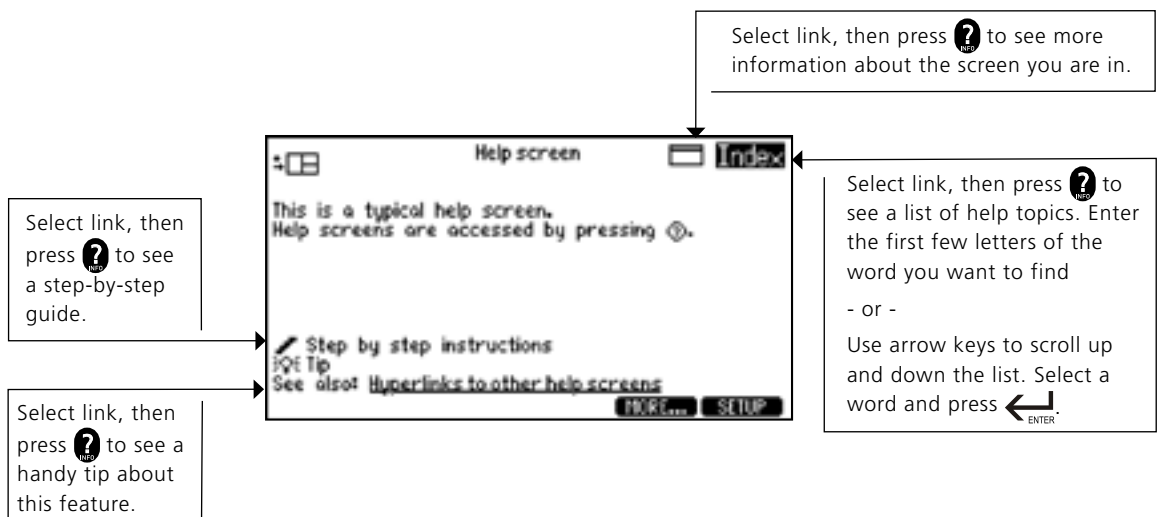 Select link, then press ? INFO to see more
information about the screen you are in.
Help screen
Index
This is a typical help screen.
Help screens are accessed by pressing ?.
Step by step instructions
Tip
See also: Hyperlinks to other help screens
MORE... SETUP
Select link, then
press ? INFO to see
a step-by-step
guide.
Select link, then
press ? INFO to see a
handy tip about
this feature.
Select link, then press ? INFO to
see a list of help topics. Enter
the first few letters of the
word you want to find
- or -
Use arrow keys to scroll up
and down the list. Select a
word and press ENTER.